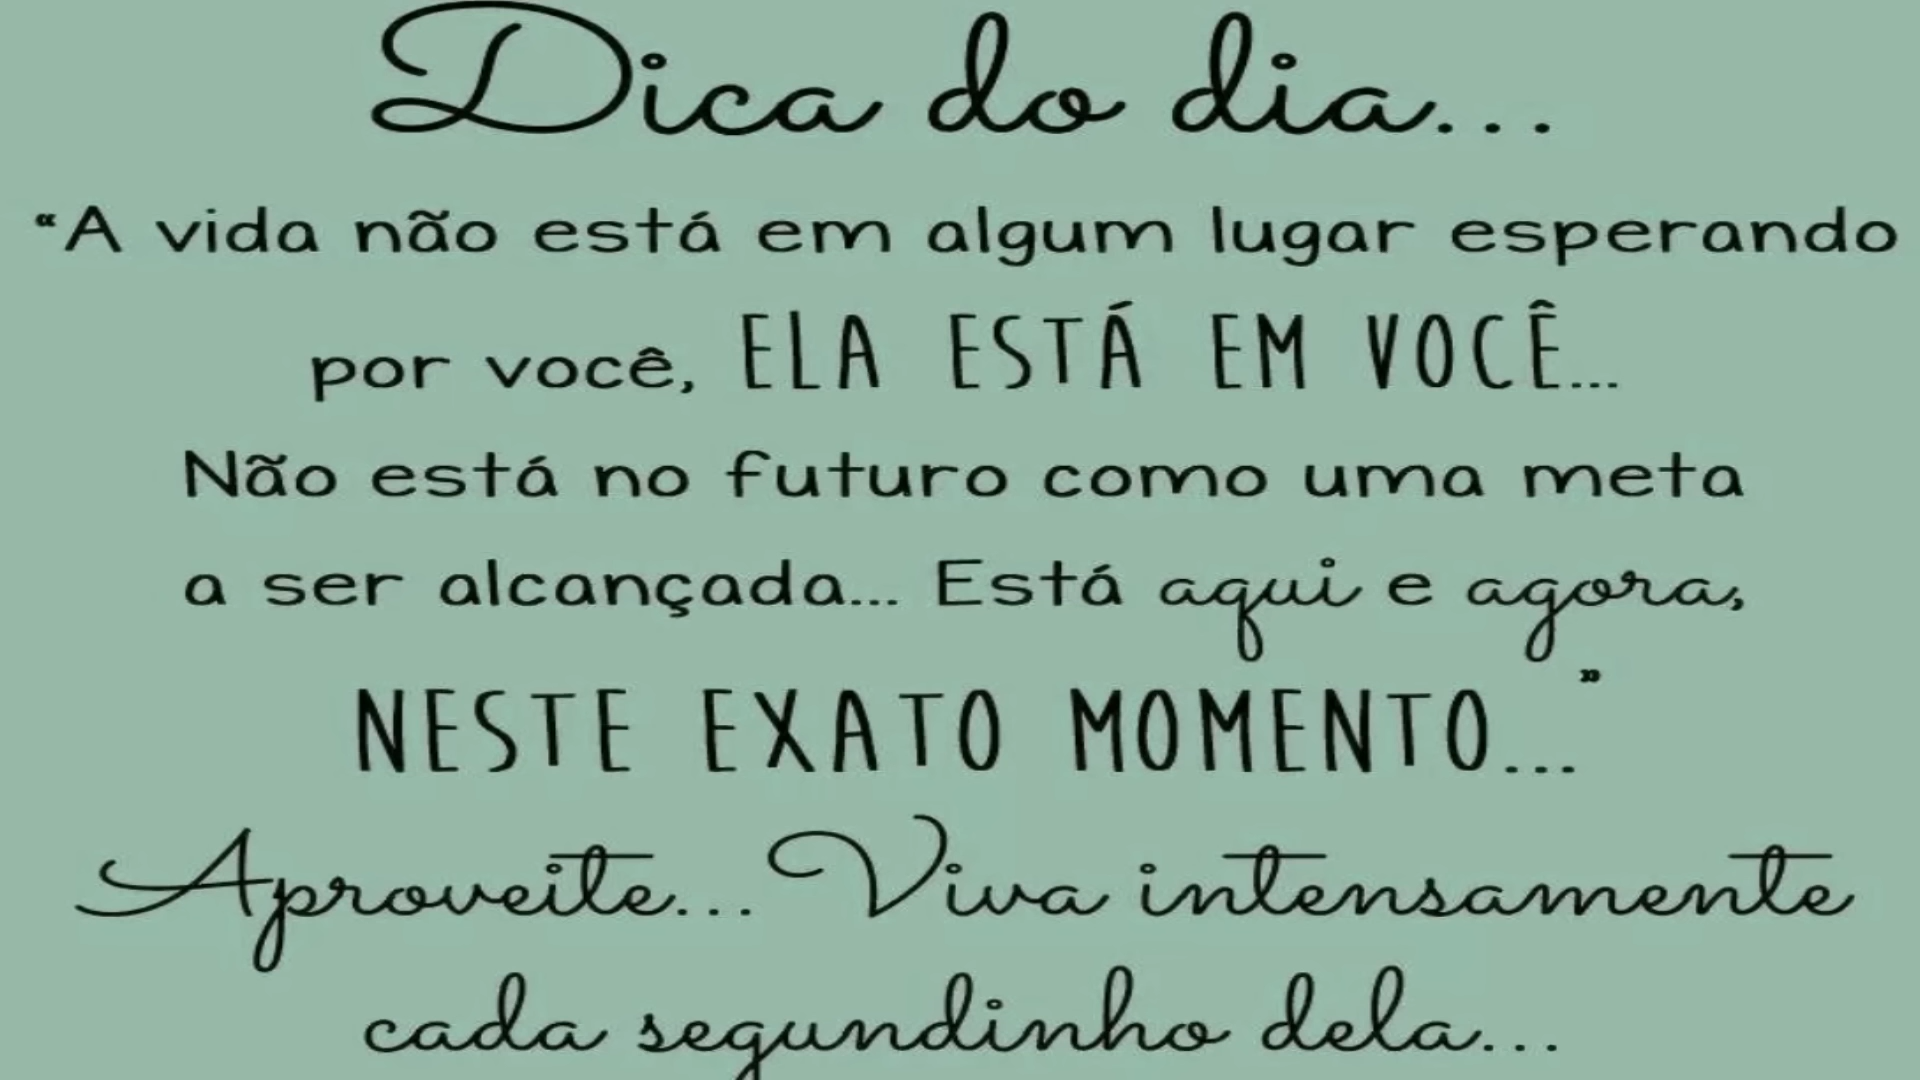 Dica do dia...
“A vida não está em algum lugar esperando
por você, ELA ESTÁ EM VOCÊ...
Não está no futuro como uma meta
a ser alcançada... Está aqui e agora,
NESTE EXATO MOMENTO...”
Aproveite... Viva intensamente
cada segundinho dela...